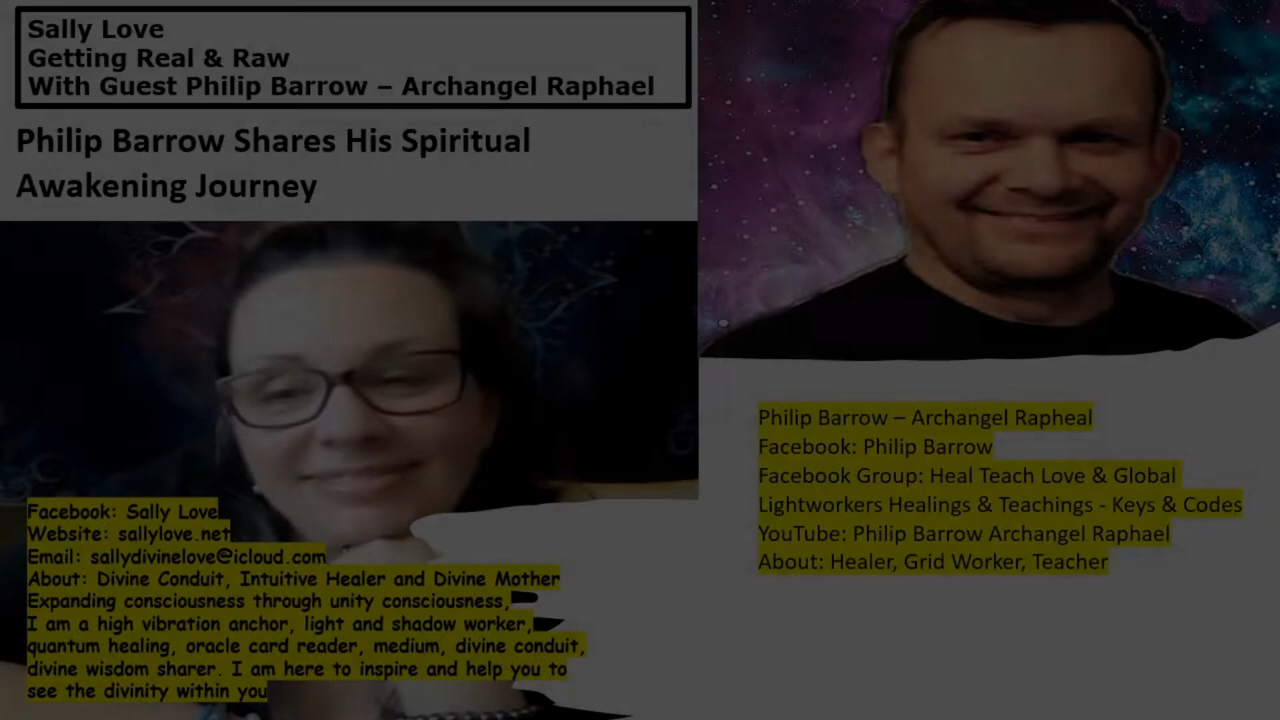 Sally Love
Getting Real & Raw
With Guest Philip Barrow – Archangel Raphael
Philip Barrow Shares His Spiritual
Awakening Journey
Facebook: Sally Love
Website: sallylove.net
Email: sallydivinelove@icloud.com
About: Divine Conduit, Intuitive Healer and Divine Mother
Expanding consciousness through unity consciousness,
I am a high vibration anchor, light and shadow worker,
quantum healing, oracle card reader, medium, divine conduit,
divine wisdom sharer. I am here to inspire and help you to
see the divinity within you
Philip Barrow – Archangel Rapheal
Facebook: Philip Barrow
Facebook Group: Heal Teach Love & Global
Lightworkers Healings & Teachings - Keys & Codes
YouTube: Philip Barrow Archangel Raphael
About: Healer, Grid Worker, Teacher